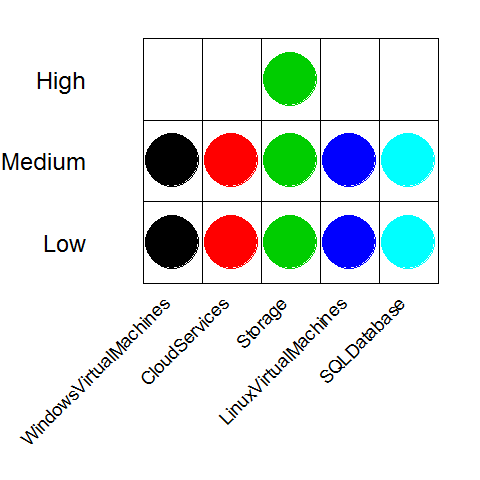 High
Medium
Low
WindowsVirtualMachines
CloudServices
Storage
LinuxVirtualMachines
SQLDatabase